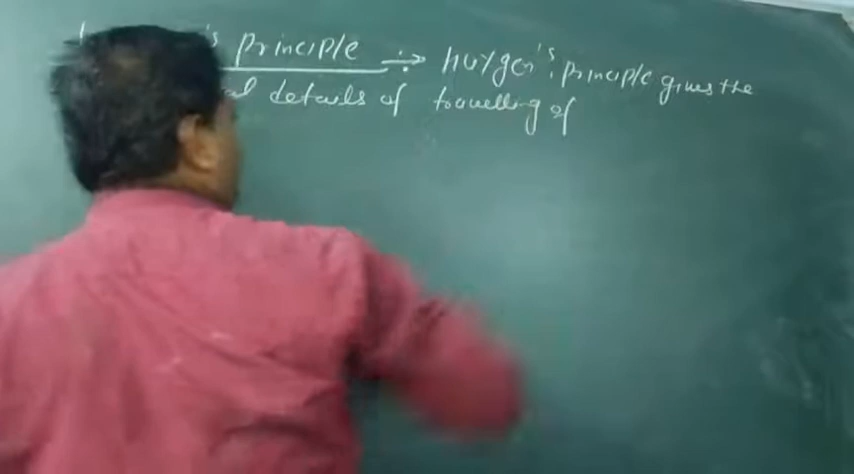 principle ÷> Huygen's principle gives the
details of travelling of